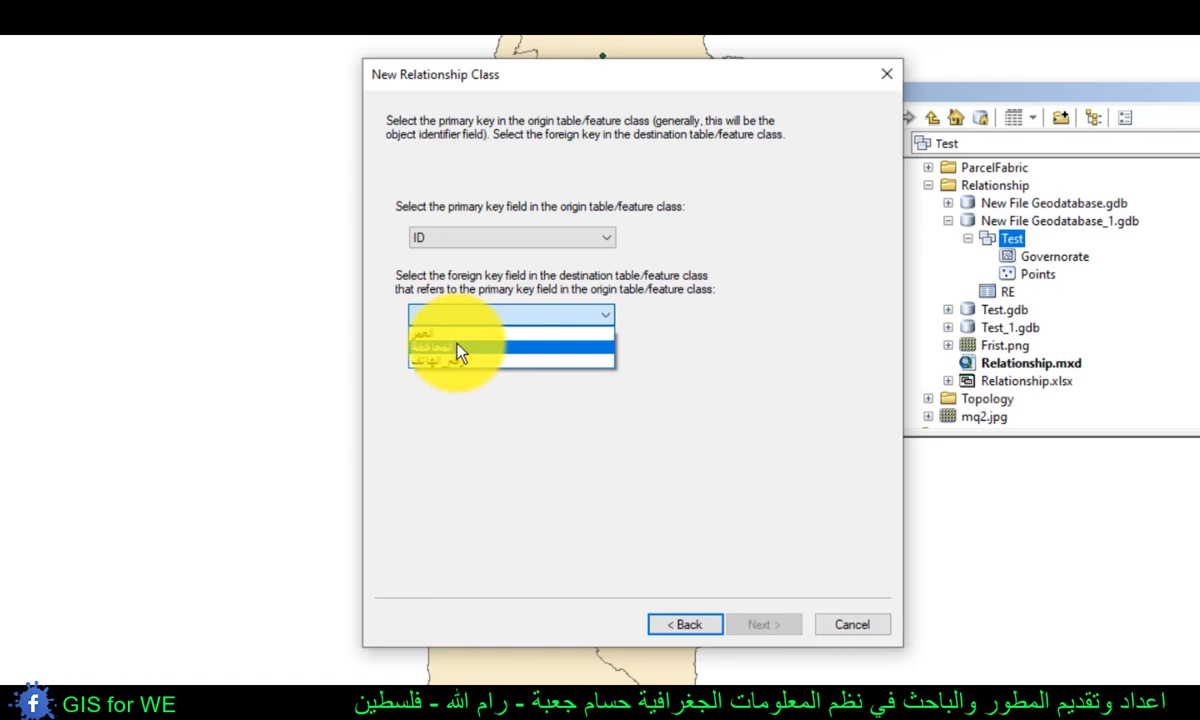 New Relationship Class
Select the primary key in the origin table/feature class (generally, this will be the
object identifier field). Select the foreign key in the destination table/feature class.
Select the primary key field in the origin table/feature class:
ID
Select the foreign key field in the destination table/feature class
that refers to the primary key field in the origin table/feature class:
العمر
المحافظة
رقم_الهاتف
< Back
Next >
Cancel
Test
ParcelFabric
Relationship
New File Geodatabase.gdb
New File Geodatabase_1.gdb
Test
Governorate
Points
RE
Test.gdb
Test_1.gdb
Frist.png
Relationship.mxd
Relationship.xlsx
Topology
mq2.jpg
GIS for WE
اعداد وتقديم المطور والباحث في نظم المعلومات الجغرافية حسام جعبة - رام الله - فلسطين